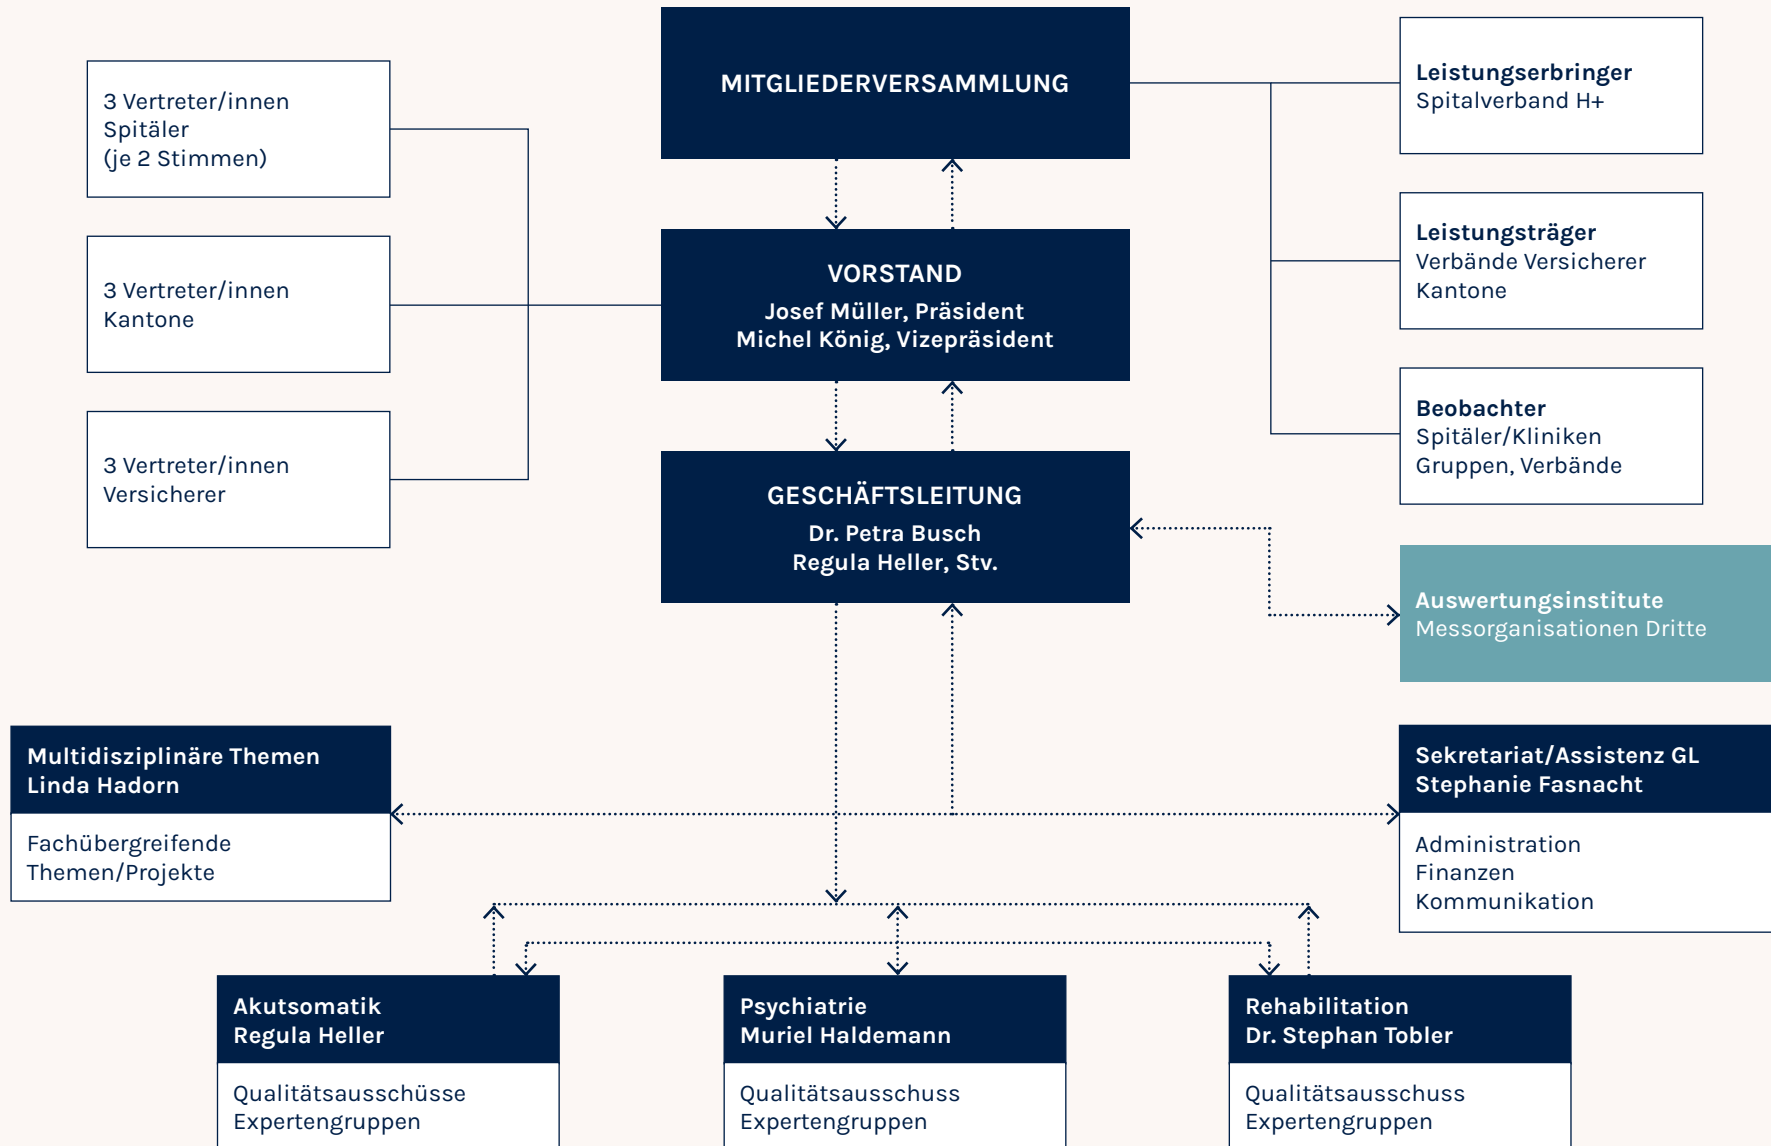 MITGLIEDERVERSAMMLUNG
3 Vertreter/innen
Spitäler
(je 2 Stimmen)
Leistungserbringer
Spitalverband H+
3 Vertreter/innen
Kantone
VORSTAND
Josef Müller, Präsident
Michel König, Vizepräsident
Leistungsträger
Verbände Versicherer
Kantone
3 Vertreter/innen
Versicherer
Beobachter
Spitäler/Kliniken
Gruppen, Verbände
GESCHÄFTSLEITUNG
Dr. Petra Busch
Regula Heller, Stv.
Auswertungsinstitute
Messorganisationen Dritte
Multidisziplinäre Themen
Linda Hadorn
Fachübergreifende
Themen/Projekte
Sekretariat/Assistenz GL
Stephanie Fasnacht
Administration
Finanzen
Kommunikation
Akutsomatik
Regula Heller
Qualitätsausschüsse
Expertengruppen
Psychiatrie
Muriel Haldemann
Qualitätsausschuss
Expertengruppen
Rehabilitation
Dr. Stephan Tobler
Qualitätsausschuss
Expertengruppen